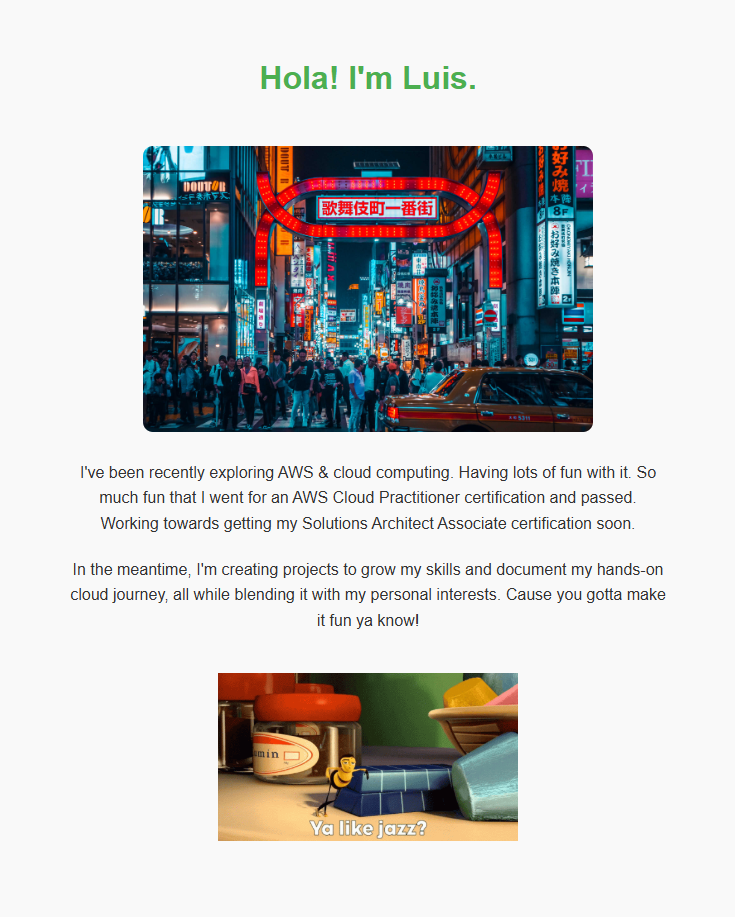 Hola! I'm Luis.
DOUTOR
歌舞伎町一番街
お好み焼
8F
お好み焼き本陣
I've been recently exploring AWS & cloud computing. Having lots of fun with it. So
much fun that I went for an AWS Cloud Practitioner certification and passed.
Working towards getting my Solutions Architect Associate certification soon.
In the meantime, I'm creating projects to grow my skills and document my hands-on
cloud journey, all while blending it with my personal interests. Cause you gotta make
it fun ya know!
Ya like jazz?